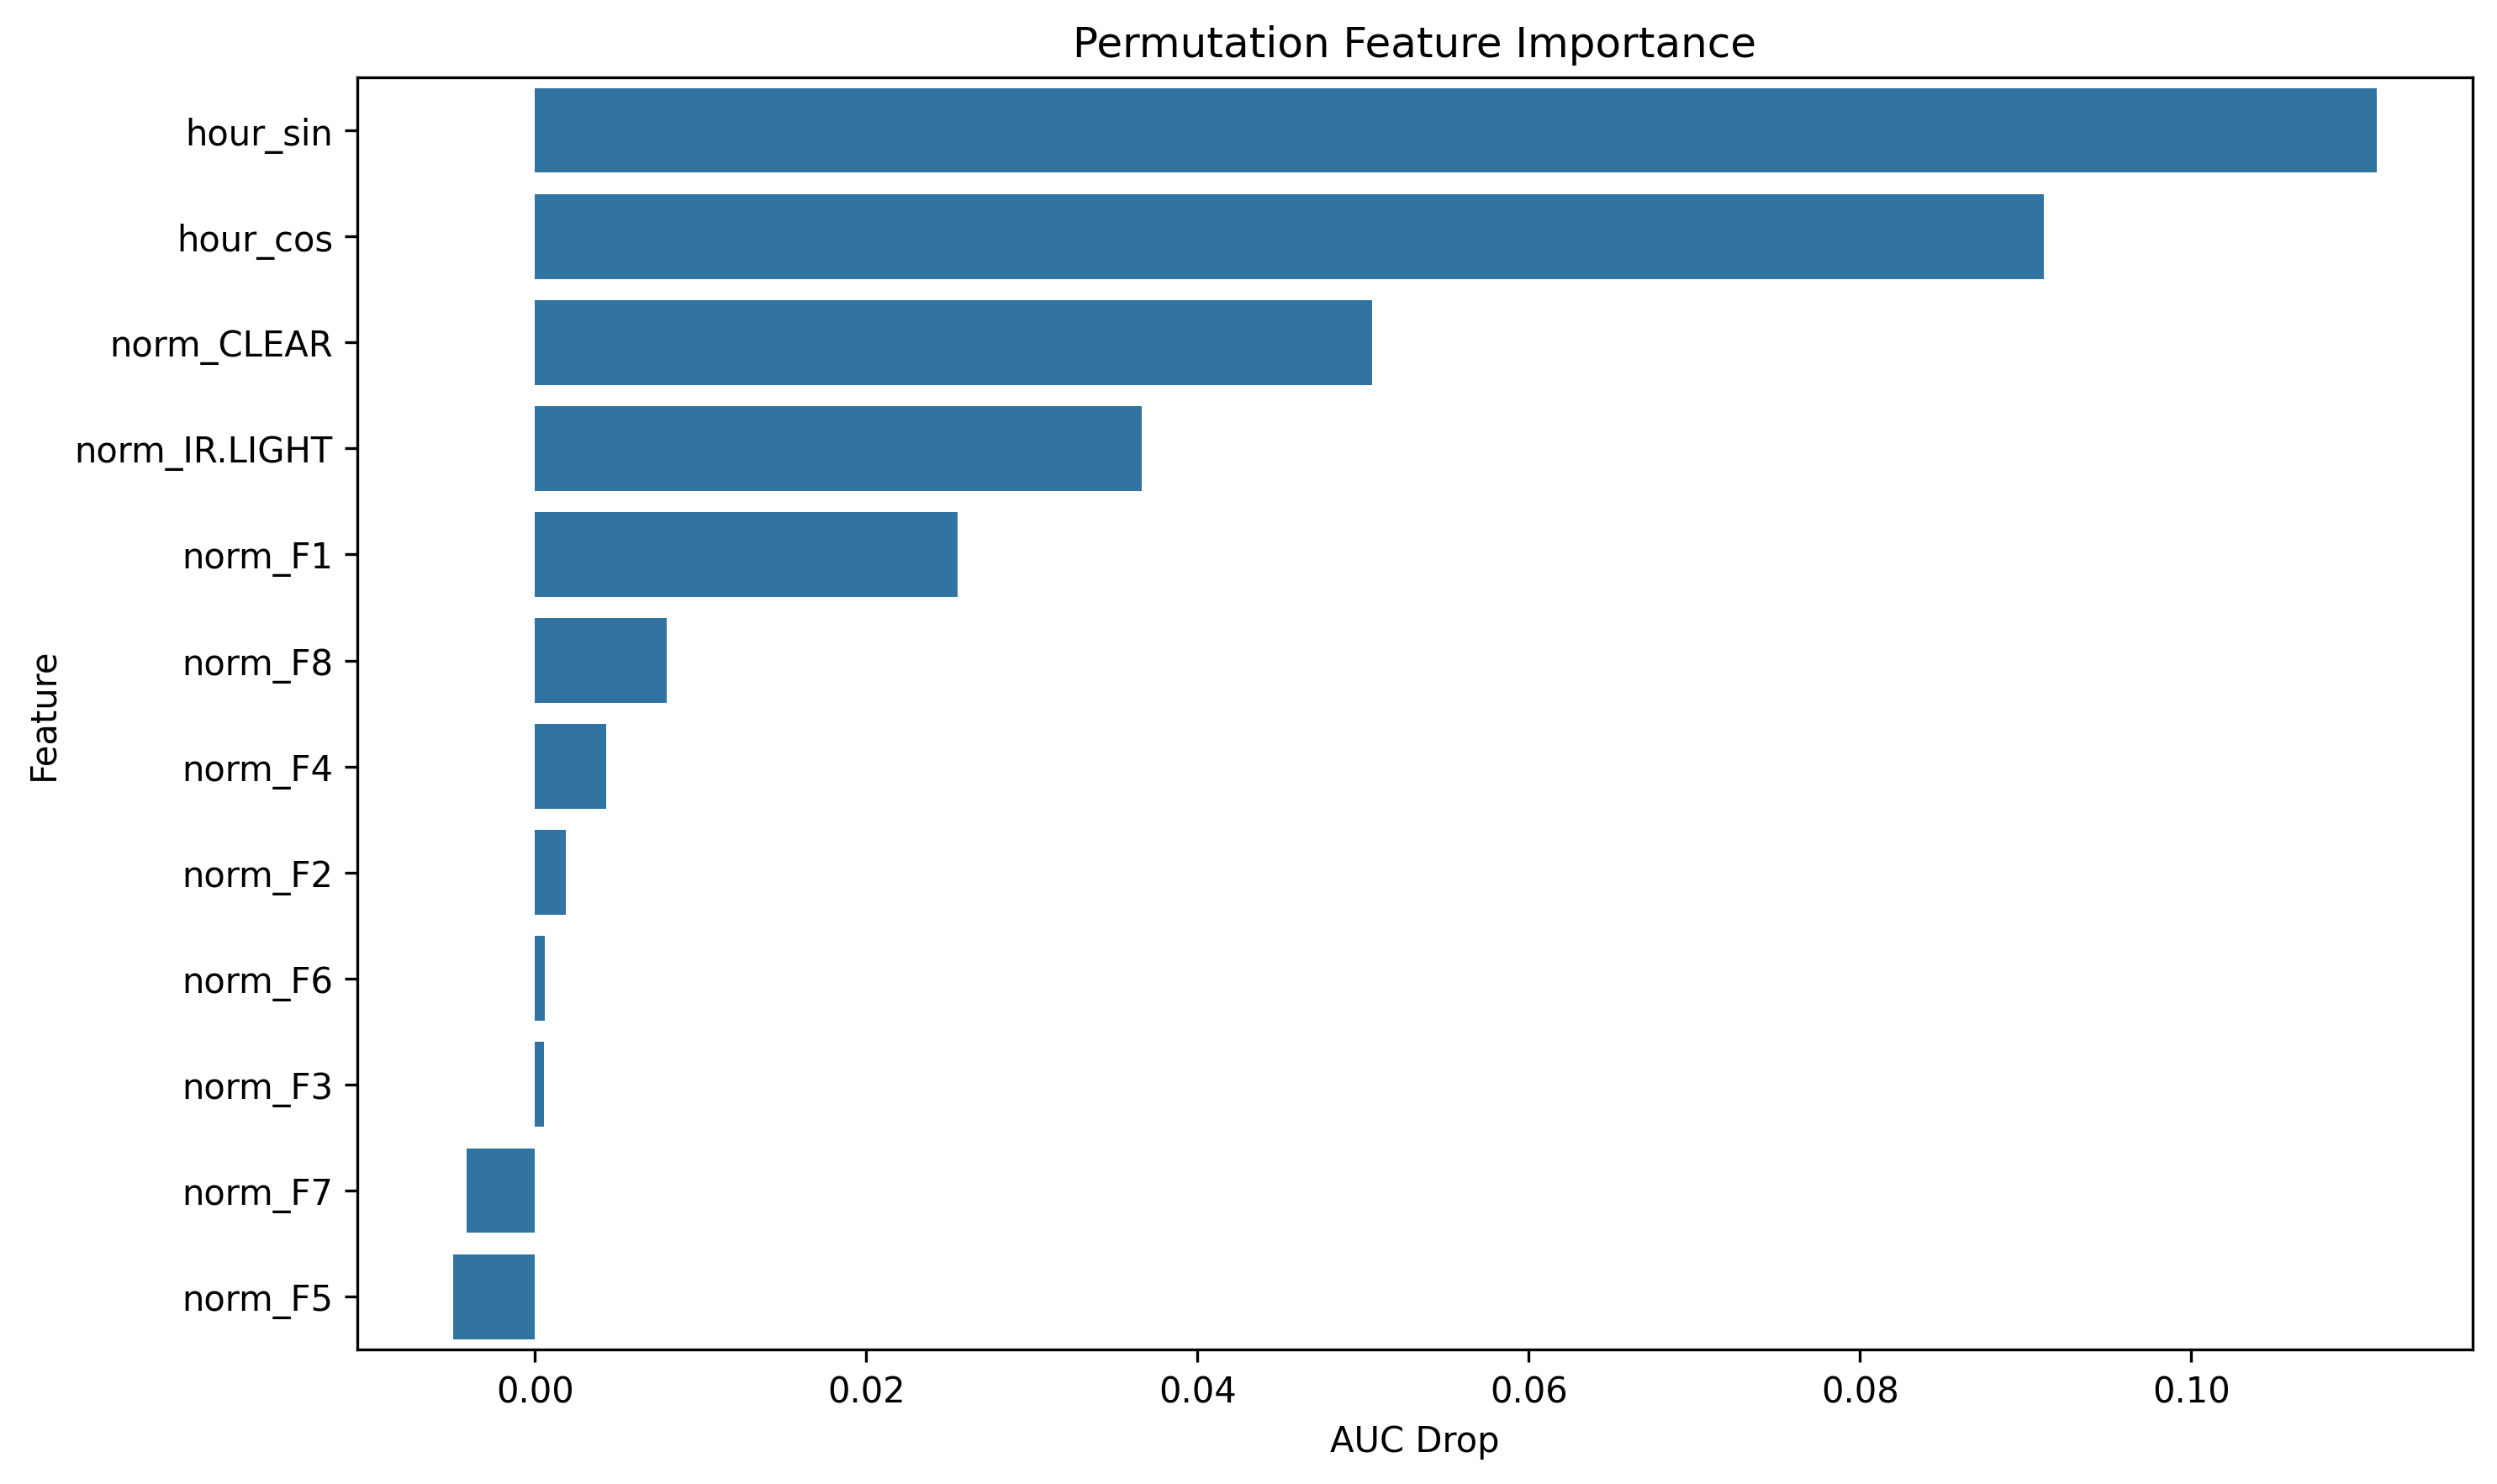 Permutation Feature Importance
Feature
hour_sin
hour_cos
norm_CLEAR
norm_IR.LIGHT
norm_F1
norm_F8
norm_F4
norm_F2
norm_F6
norm_F3
norm_F7
norm_F5
0.00 0.02 0.04 0.06 0.08 0.10
AUC Drop